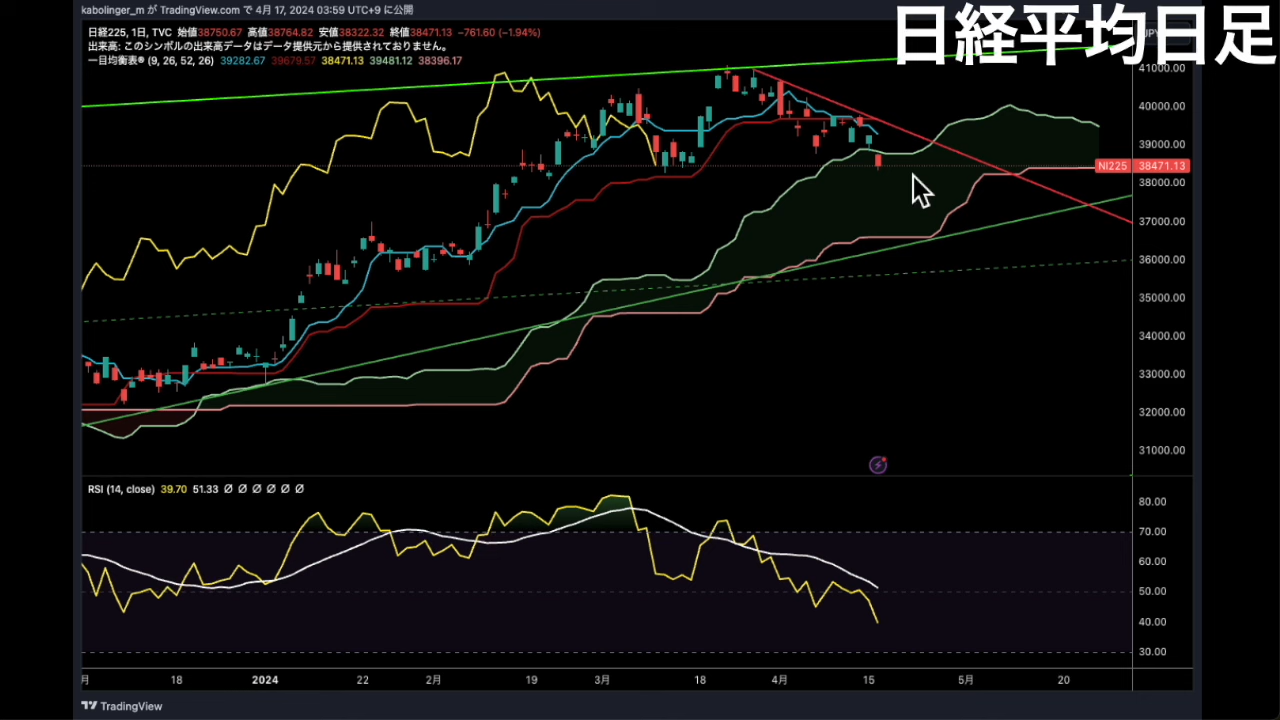 kabolinger_m が TradingView.com で 4月 17, 2024 03:59 UTC+9 に公開
日経平均日足
日経225, 1日, TVC 始値38750.67 高値38764.82 安値38322.32 終値38471.13 −761.60 (−1.94%)
出来高: このシンボルの出来高データはデータ提供元から提供されておりません。
一目均衡表® (9, 26, 52, 26) 39282.67 39679.57 38471.13 39481.12 38396.17
41000.00
40000.00
39000.00
NI225 38471.13
38000.00
37000.00
36000.00
35000.00
34000.00
33000.00
32000.00
31000.00
RSI (14, close) 39.70 51.33 Ø Ø Ø Ø Ø Ø
80.00
70.00
60.00
50.00
40.00
30.00
月 18 2024 22 2月 19 3月 18 4月 15 5月 20
TradingView